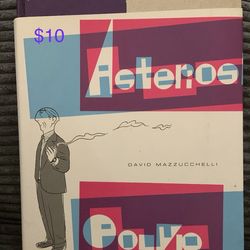 $10
Asterios
DAVID MAZZUCCHELLI
Polyp